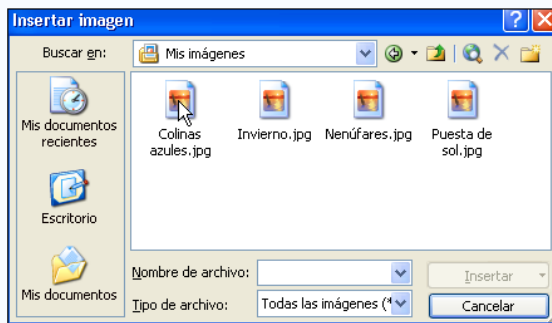 Insertar imagen
Buscar en:
Mis imágenes
Mis documentos
recientes
Escritorio
Mis documentos
Colinas
azules.jpg
Invierno.jpg
Nenúfares.jpg
Puesta de
sol.jpg
Nombre de archivo:
Insertar
Tipo de archivo:
Todas las imágenes (*
Cancelar